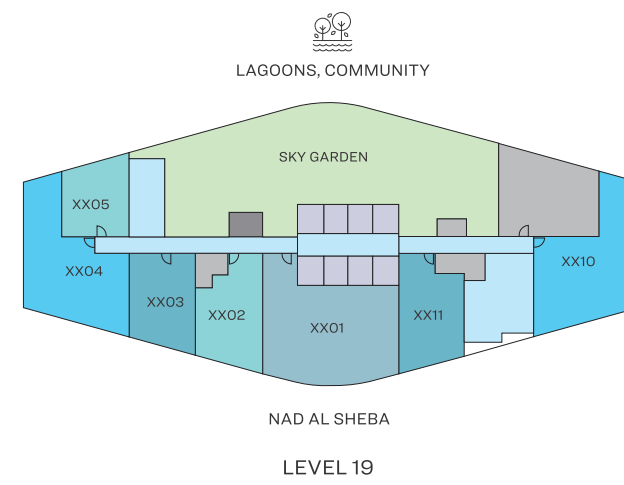 LAGOONS, COMMUNITY
SKY GARDEN
XX05
XX04
XX10
XX03
XX02
XX01
XX11
NAD AL SHEBA
LEVEL 19